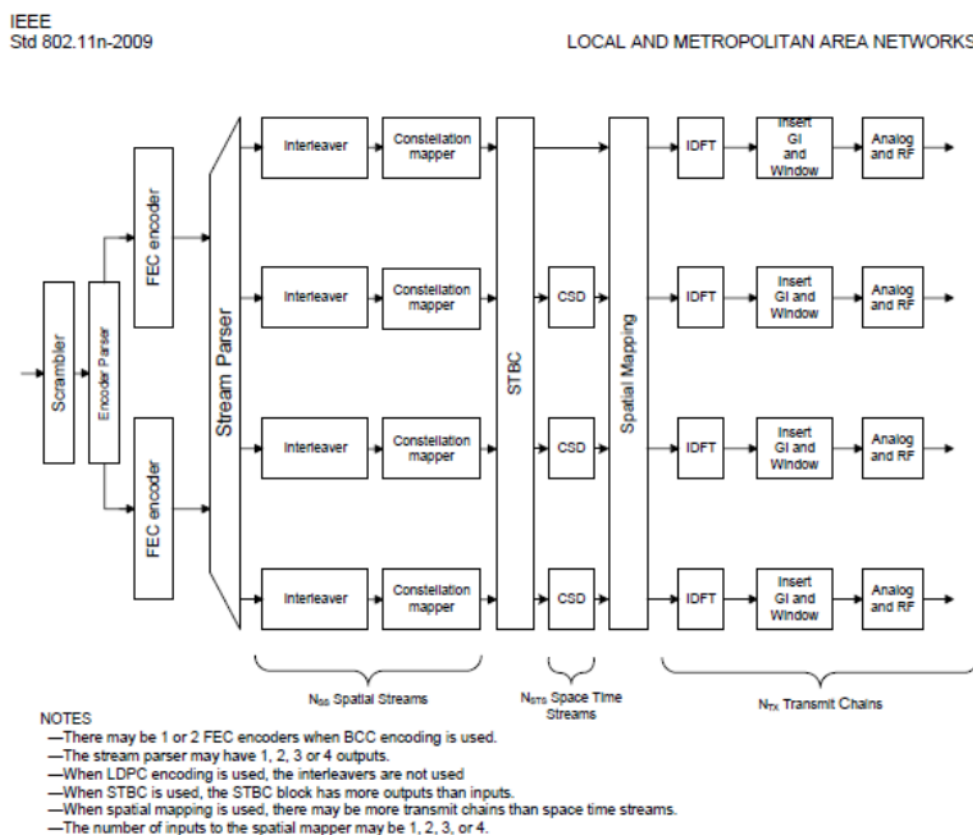 IEEE
Std 802.11n-2009
LOCAL AND METROPOLITAN AREA NETWORKS
Scrambler
Encoder Parser
FEC encoder
FEC encoder
Stream Parser
Interleaver
Constellation
mapper
Interleaver
Constellation
mapper
Interleaver
Constellation
mapper
Interleaver
Constellation
mapper
STBC
CSD
CSD
CSD
Spatial Mapping
IDFT
Insert
GI
and
Window
Analog
and RF
IDFT
Insert
GI and
Window
Analog
and RF
IDFT
Insert
GI and
Window
Analog
and RF
IDFT
Insert
GI and
Window
Analog
and RF
NSS Spatial Streams
NSTS Space Time
Streams
NTX Transmit Chains
NOTES
—There may be 1 or 2 FEC encoders when BCC encoding is used.
—The stream parser may have 1, 2, 3 or 4 outputs.
—When LDPC encoding is used, the interleavers are not used
—When STBC is used, the STBC block has more outputs than inputs.
—When spatial mapping is used, there may be more transmit chains than space time streams.
—The number of inputs to the spatial mapper may be 1, 2, 3, or 4.